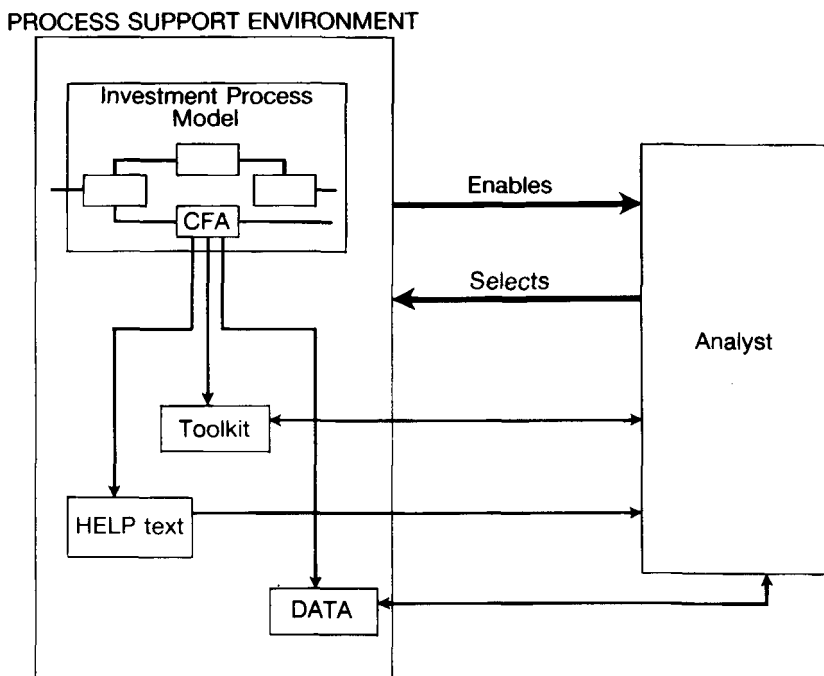 PROCESS SUPPORT ENVIRONMENT
Investment Process
Model
CFA
Enables
Selects
Analyst
Toolkit
HELP text
DATA